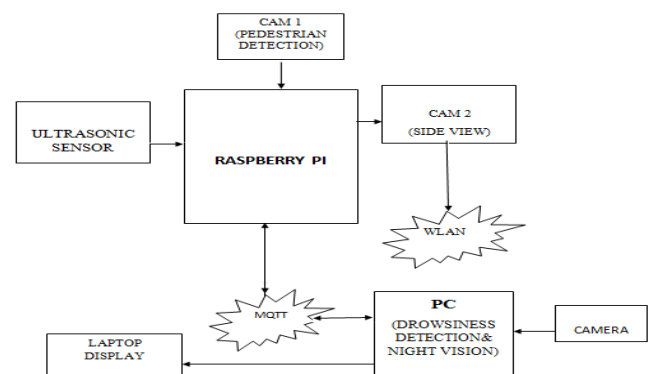 CAM 1
(PEDESTRIAN
DETECTION)
ULTRASONIC
SENSOR
RASPBERRY PI
CAM 2
(SIDE VIEW)
WLAN
MQTT
PC
(DROWSINESS
DETECTION&
NIGHT VISION)
CAMERA
LAPTOP
DISPLAY